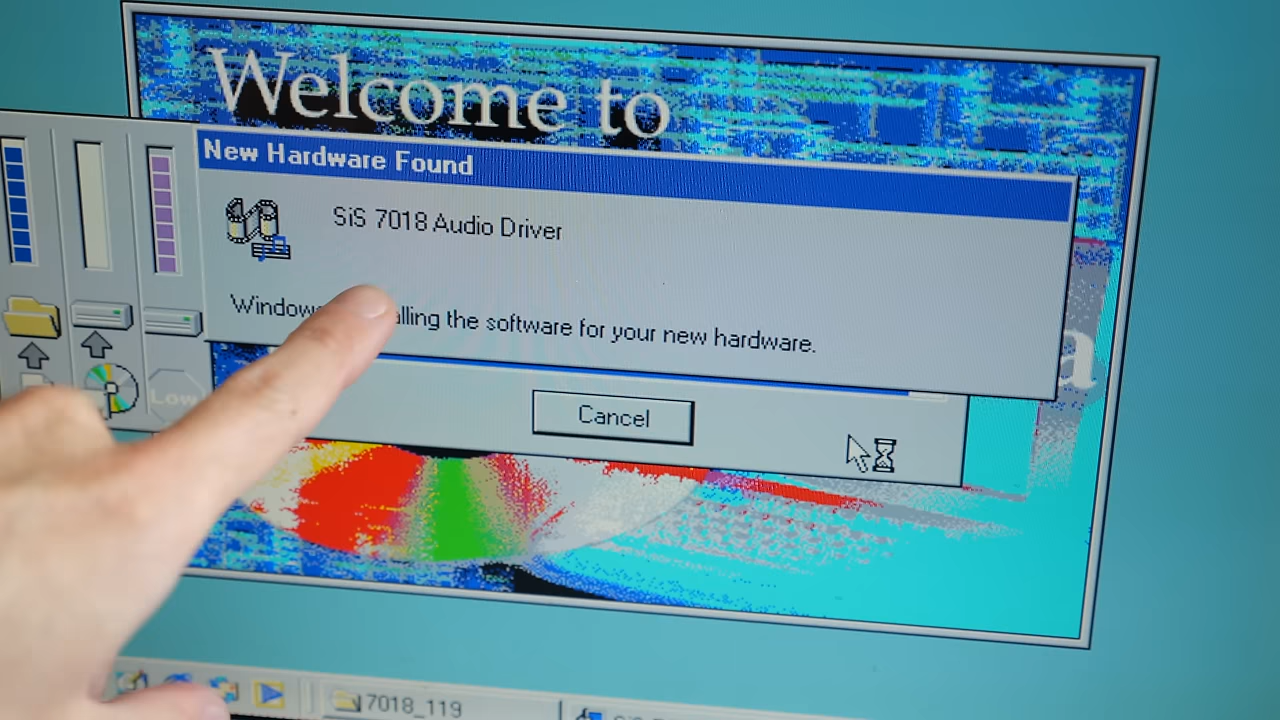 Welcome to
New Hardware Found
SiS 7018 Audio Driver
alling the software for your new hardware.
a
Cancel
Low
7018_119
SiS